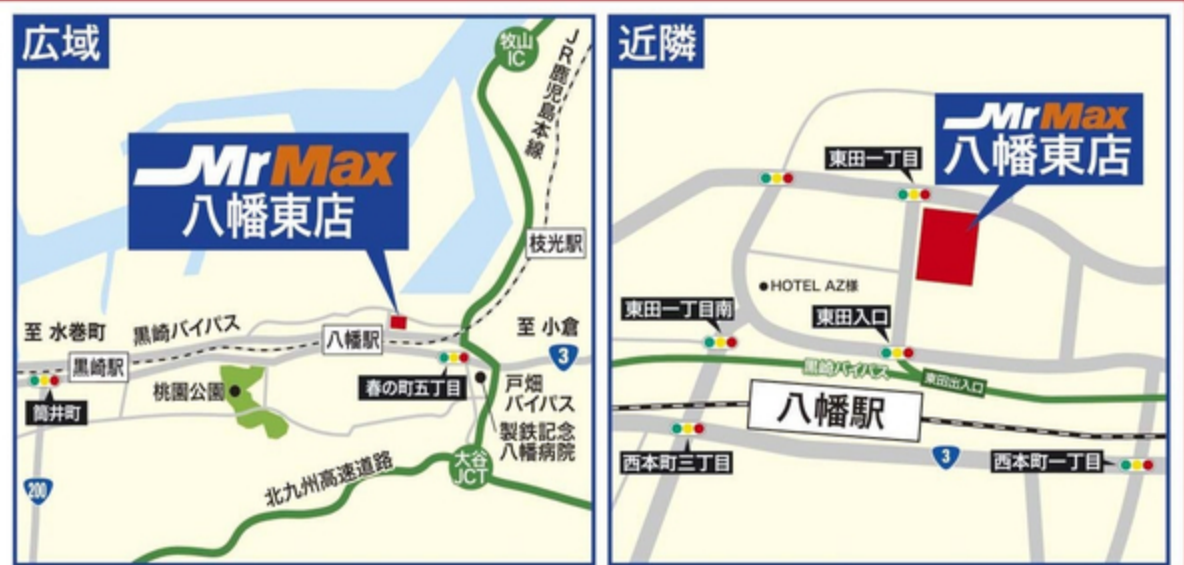 広域
牧山
IC
JR鹿児島本線
MrMax
八幡東店
枝光駅
至 水巻町
黒崎バイパス
八幡駅
至 小倉
3
黒崎駅
筒井町
桃園公園
春の町五丁目
戸畑
バイパス
製鉄記念
八幡病院
大谷
JCT
北九州高速道路
200
近隣
MrMax
八幡東店
東田一丁目
HOTEL AZ様
東田一丁目南
東田入口
黒崎バイパス
東田出入口
八幡駅
西本町三丁目
3
西本町一丁目